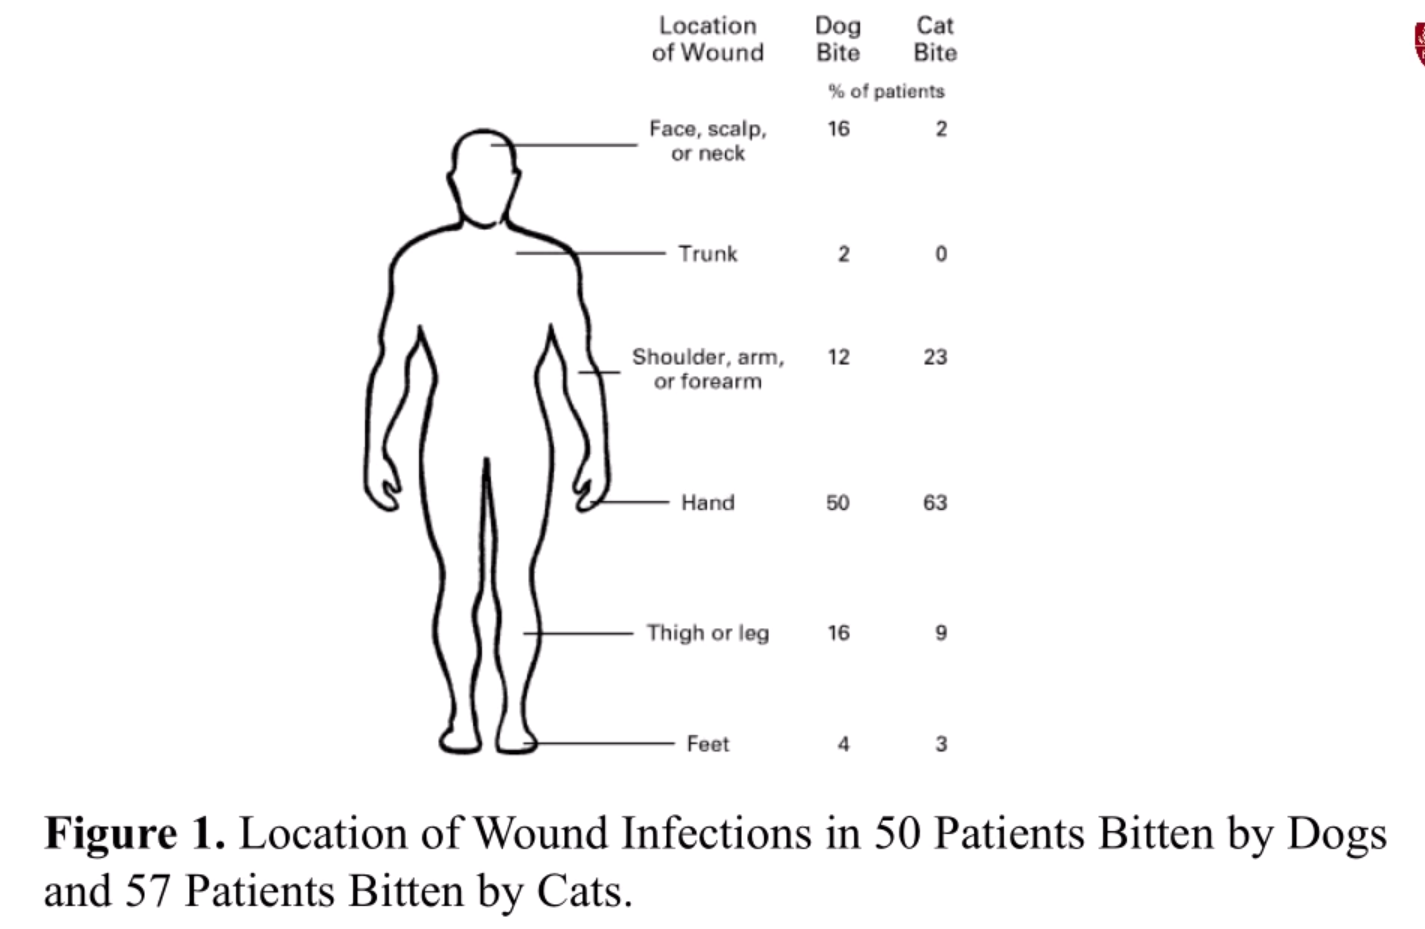 Location Dog Cat
of Wound Bite Bite
% of patients
Face, scalp, 16 2
or neck
Trunk 2 0
Shoulder, arm, 12 23
or forearm
Hand 50 63
Thigh or leg 16 9
Feet 4 3
Figure 1. Location of Wound Infections in 50 Patients Bitten by Dogs
and 57 Patients Bitten by Cats.